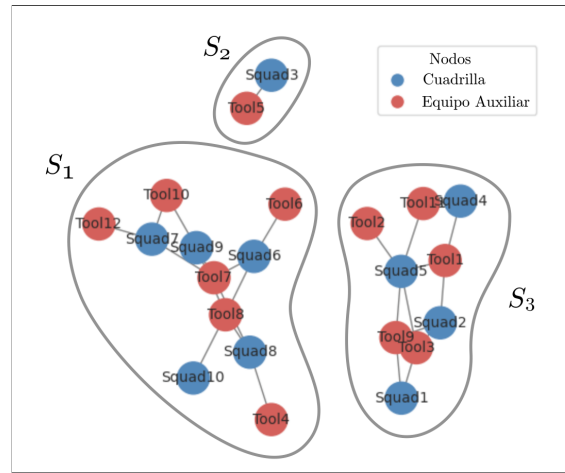 S2
Squad3
Tool5
Nodos
Cuadrilla
Equipo Auxiliar
S1
Tool10
Tool12
Squad7
Squad9
Tool6
Squad6
Tool7
Tool8
Squad8
Squad10
Tool4
Tool2
Tool11
Squad4
Squad5
Tool1
S3
Squad2
Tool9
Tool3
Squad1